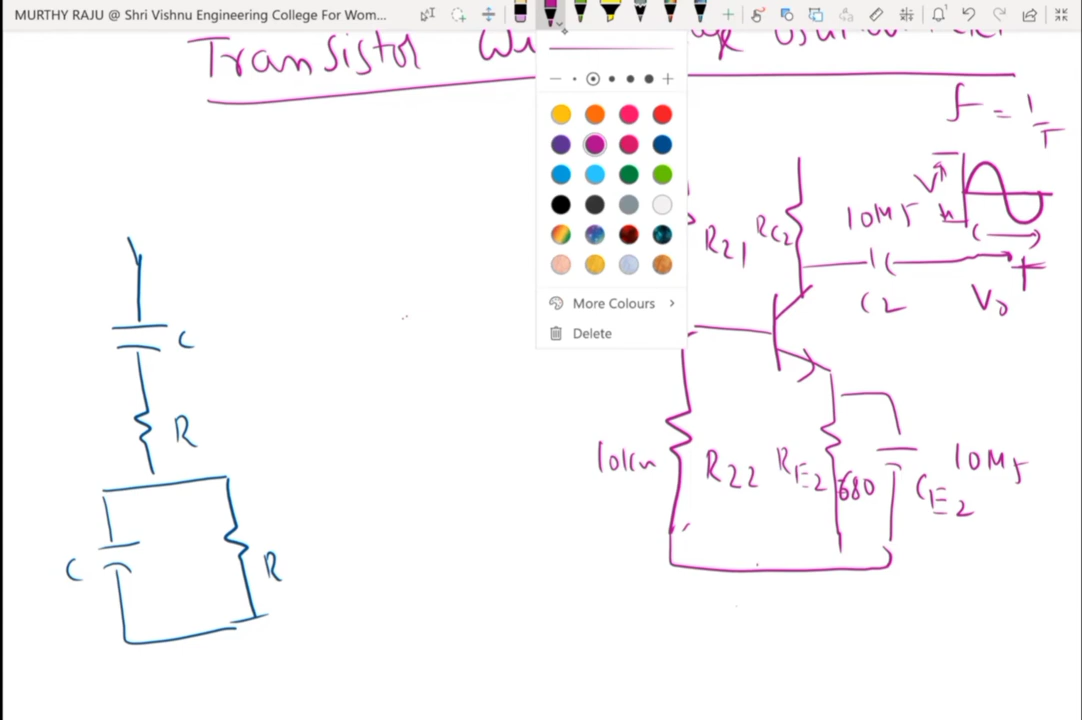 MURTHY RAJU @ Shri Vishnu Engineering College For Wom...
Transistor
f = 1/T
V
R21
RC2
10Mf
C2
Vo
C
R
C
R
10kn
R22
RE2
680
CE2
10Mf
More Colours
Delete